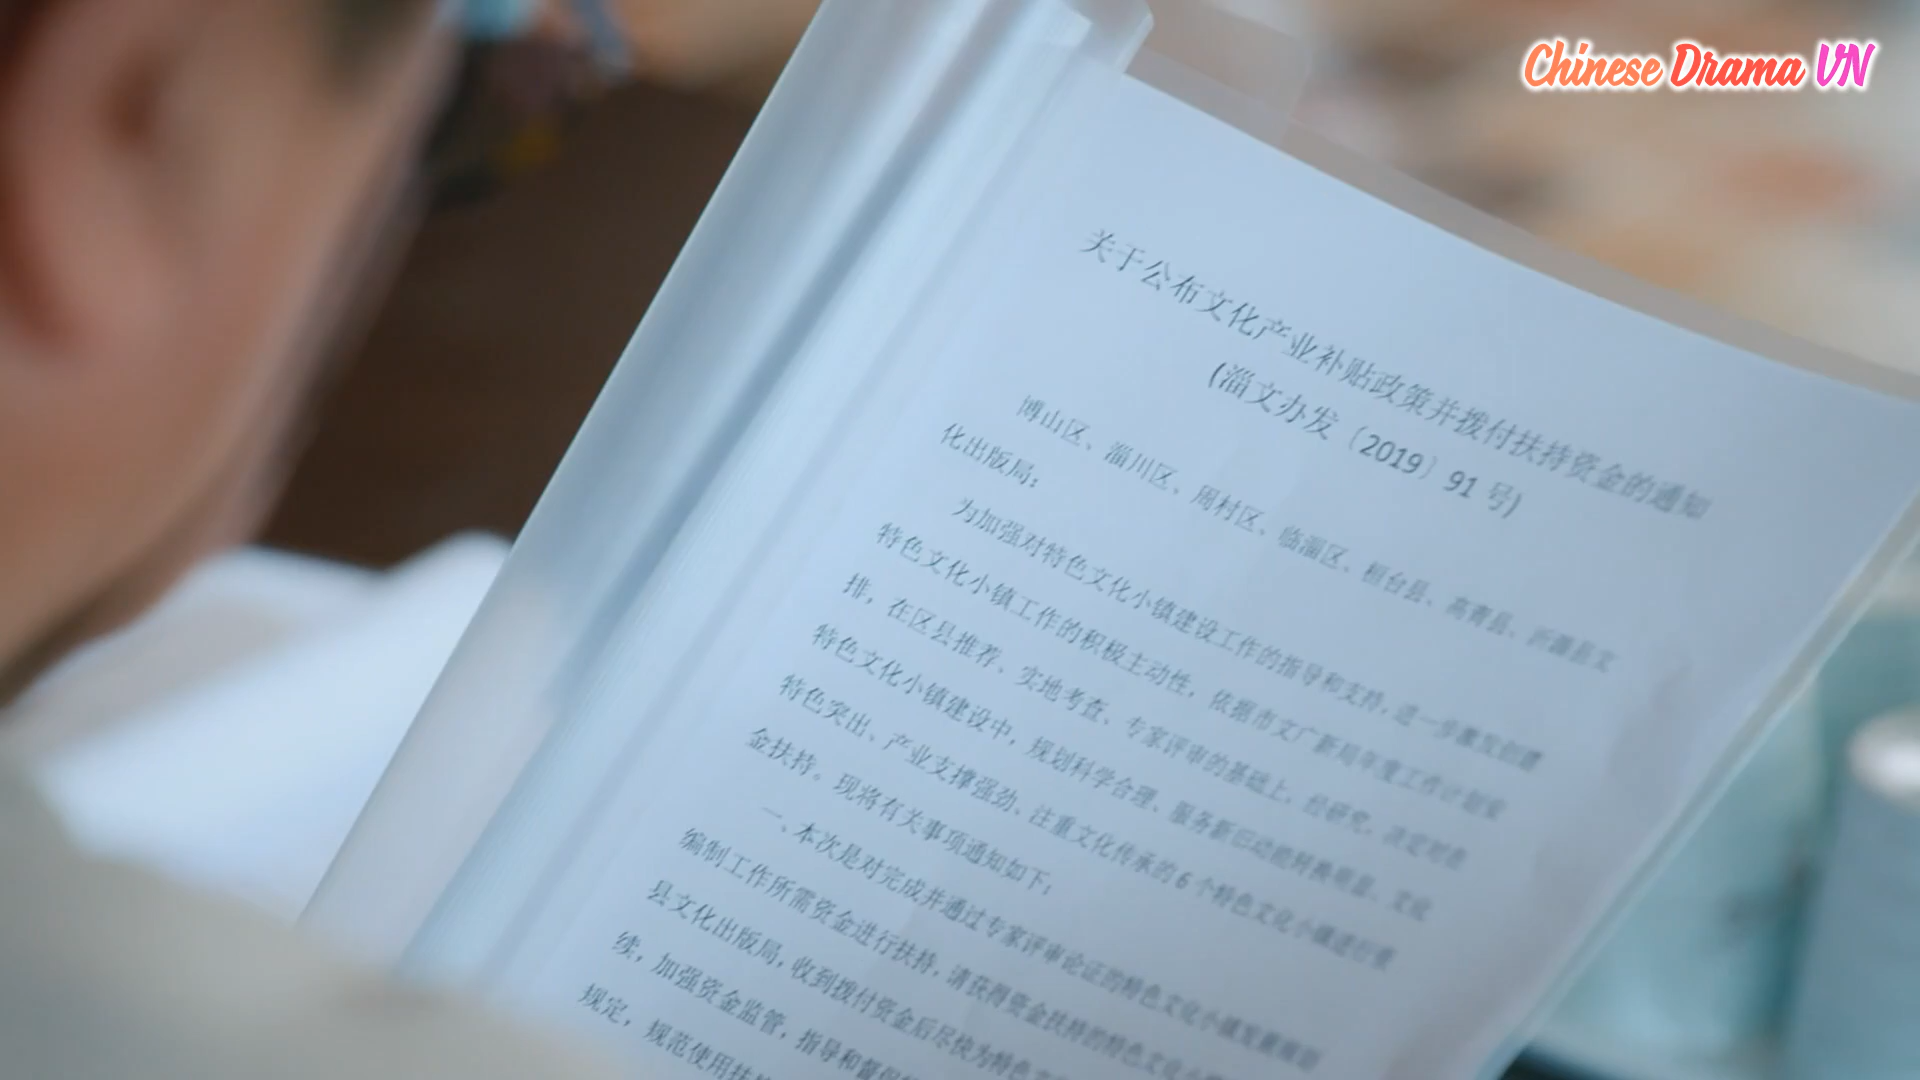 Chinese Drama VN
关于公布文化产业补贴政策并拨付扶持资金的通知
(淄文办发〔2019〕91 号)
博山区、淄川区、周村区、临淄区、桓台县、高青县、沂源县文
化出版局：
为加强对特色文化小镇建设工作的指导和支持，进一步激发创建
特色文化小镇工作的积极主动性，依据市文广新局年度工作计划安
排，在区县推荐、实地考查、专家评审的基础上，经研究，决定对在
特色文化小镇建设中，规划科学合理、服务新旧动能转换明显、文化
特色突出、产业支撑强劲、注重文化传承的 6 个特色文化小镇进行资
金扶持。现将有关事项通知如下：
一、本次是对完成并通过专家评审论证的特色文化小镇发展规划
编制工作所需资金进行扶持，请获得资金扶持的特色文化小
县文化出版局，收到拨付资金后尽快为特色文
续，加强资金监管，指导和督促
规定，规范使用扶